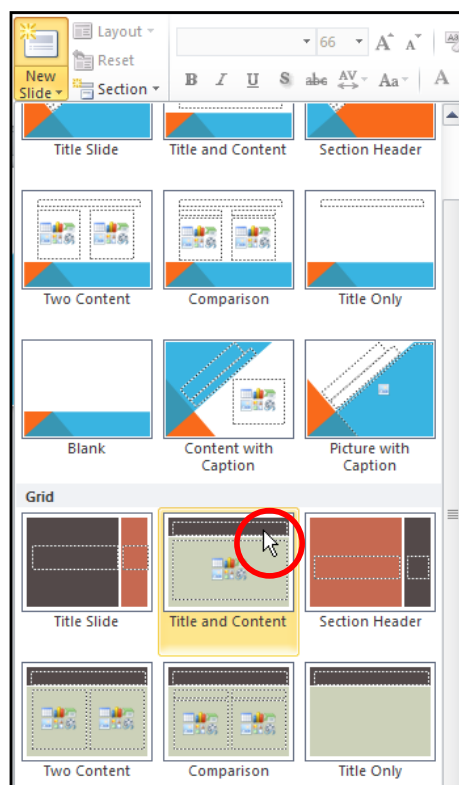 New
Slide
Layout
Reset
Section
66
A A
B I U S abc AV Aa A
Title Slide
Title and Content
Section Header
Two Content
Comparison
Title Only
Blank
Content with
Caption
Picture with
Caption
Grid
Title Slide
Title and Content
Section Header
Two Content
Comparison
Title Only